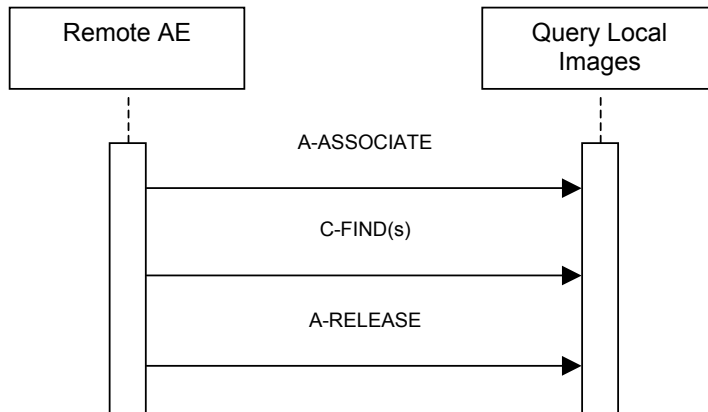 Remote AE
Query Local
Images
A-ASSOCIATE
C-FIND(s)
A-RELEASE